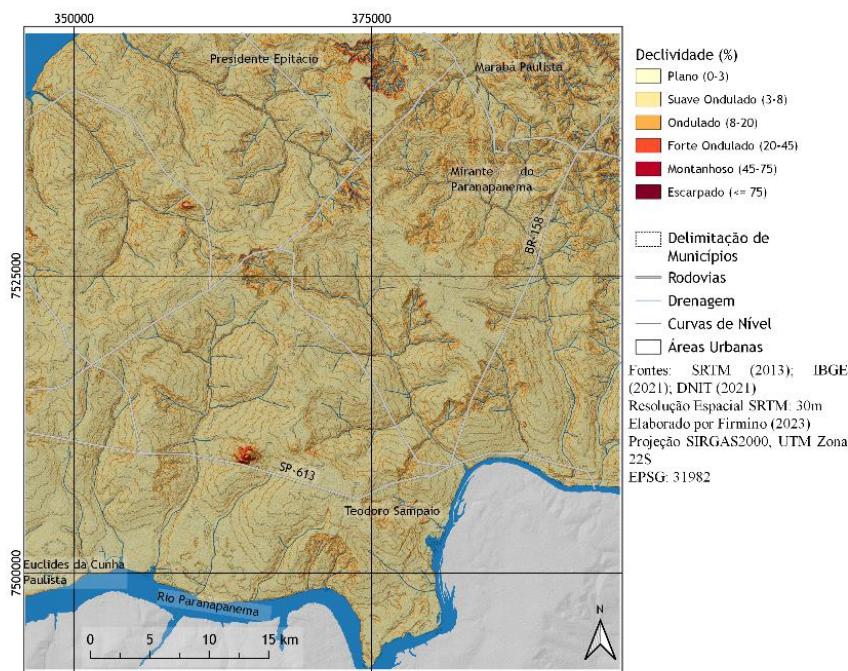 350000
375000
Presidente Epitácio
Marabá Paulista
Mirante do
Paranapanema
BR-158
7525000
SP-613
Teodoro Sampaio
7500000
Euclides da Cunha
Paulista
Rio Paranapanema
N
0 5 10 15 km
Declividade (%)
Plano (0-3)
Suave Ondulado (3-8)
Ondulado (8-20)
Forte Ondulado (20-45)
Montanhoso (45-75)
Escarpado (<= 75)
Delimitação de
Municípios
Rodovias
Drenagem
Curvas de Nível
Áreas Urbanas
Fontes: SRTM (2013); IBGE
(2021); DNIT (2021)
Resolução Espacial SRTM: 30m
Elaborado por Firmino (2023)
Projeção SIRGAS2000, UTM Zona
22S
EPSG: 31982